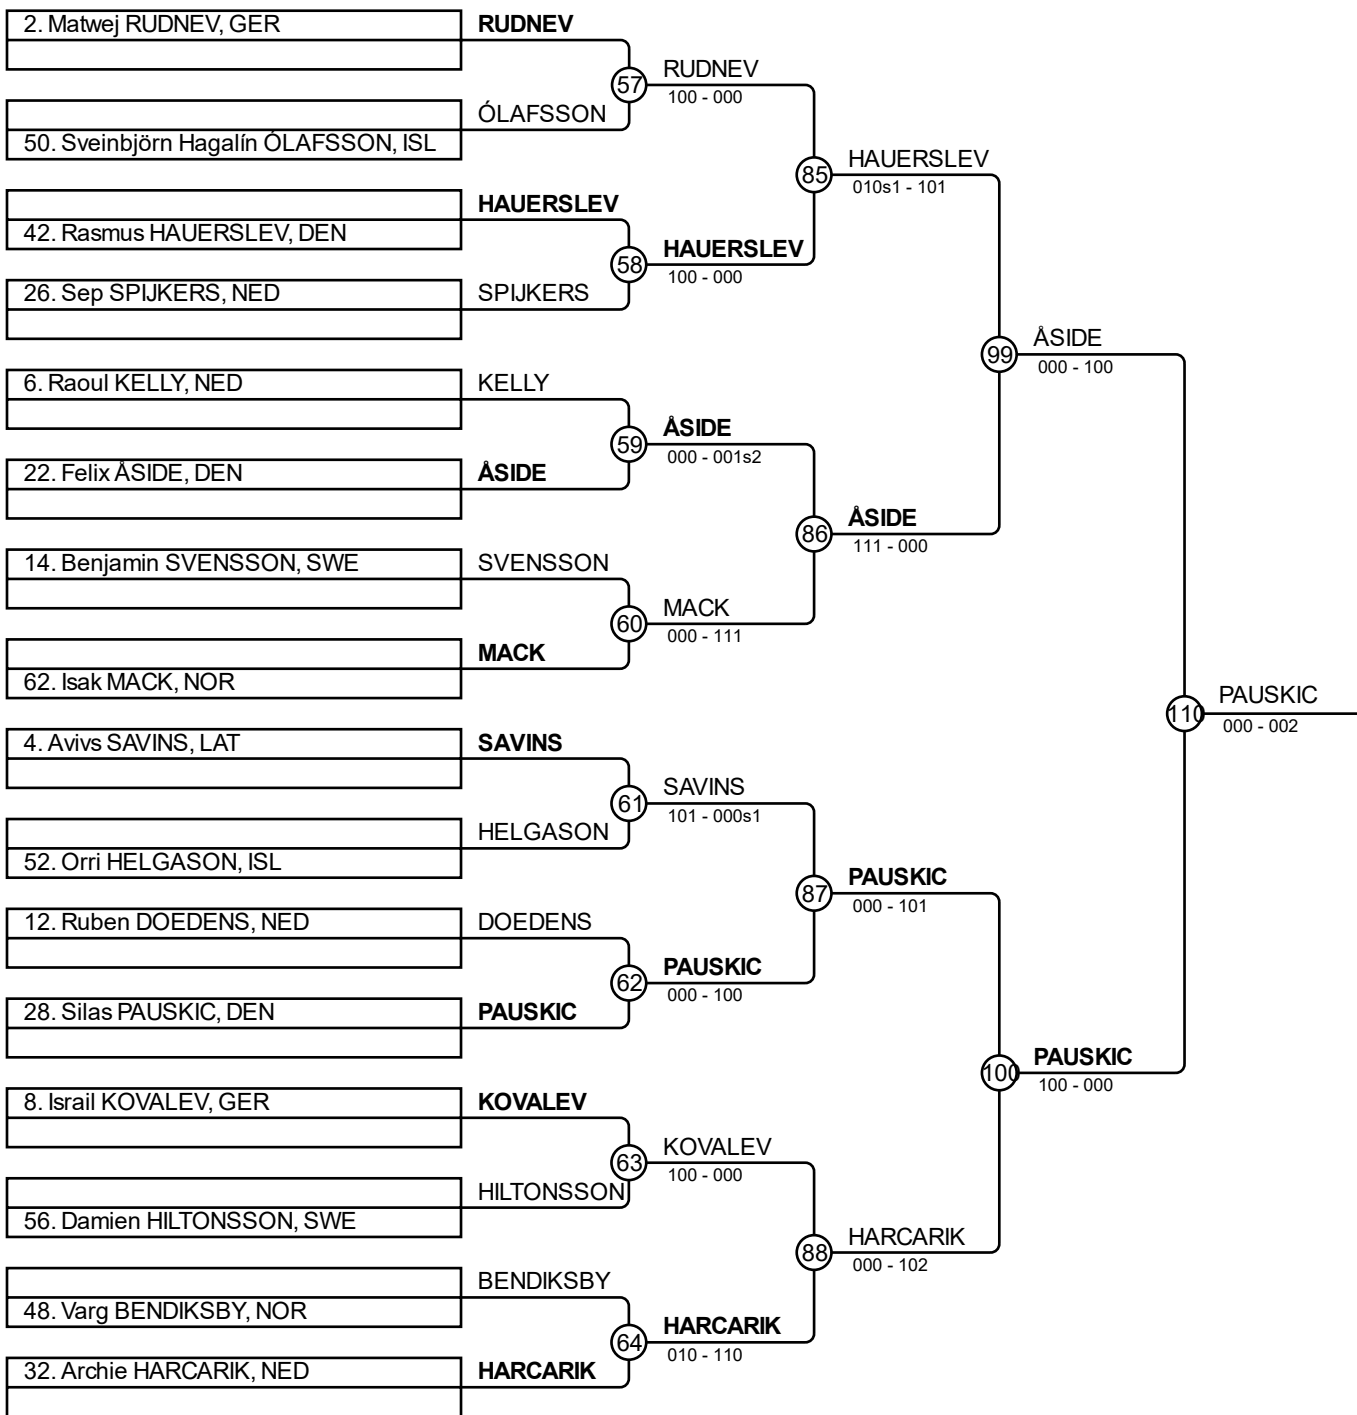 2. Matwej RUDNEV, GER
RUDNEV
57
RUDNEV
100 - 000
ÓLAFSSON
50. Sveinbjörn Hagalín ÓLAFSSON, ISL
85
HAUERSLEV
010s1 - 101
HAUERSLEV
42. Rasmus HAUERSLEV, DEN
58
HAUERSLEV
100 - 000
26. Sep SPIJKERS, NED
SPIJKERS
99
ÅSIDE
000 - 100
6. Raoul KELLY, NED
KELLY
59
ÅSIDE
000 - 001s2
22. Felix ÅSIDE, DEN
ÅSIDE
86
ÅSIDE
111 - 000
14. Benjamin SVENSSON, SWE
SVENSSON
60
MACK
000 - 111
MACK
62. Isak MACK, NOR
110
PAUSKIC
000 - 002
4. Avivs SAVINS, LAT
SAVINS
61
SAVINS
101 - 000s1
HELGASON
52. Orri HELGASON, ISL
87
PAUSKIC
000 - 101
12. Ruben DOEDENS, NED
DOEDENS
62
PAUSKIC
000 - 100
28. Silas PAUSKIC, DEN
PAUSKIC
100
PAUSKIC
100 - 000
8. Israil KOVALEV, GER
KOVALEV
63
KOVALEV
100 - 000
HILTONSSON
56. Damien HILTONSSON, SWE
88
HARCARIK
000 - 102
BENDIKSBY
48. Varg BENDIKSBY, NOR
64
HARCARIK
010 - 110
32. Archie HARCARIK, NED
HARCARIK